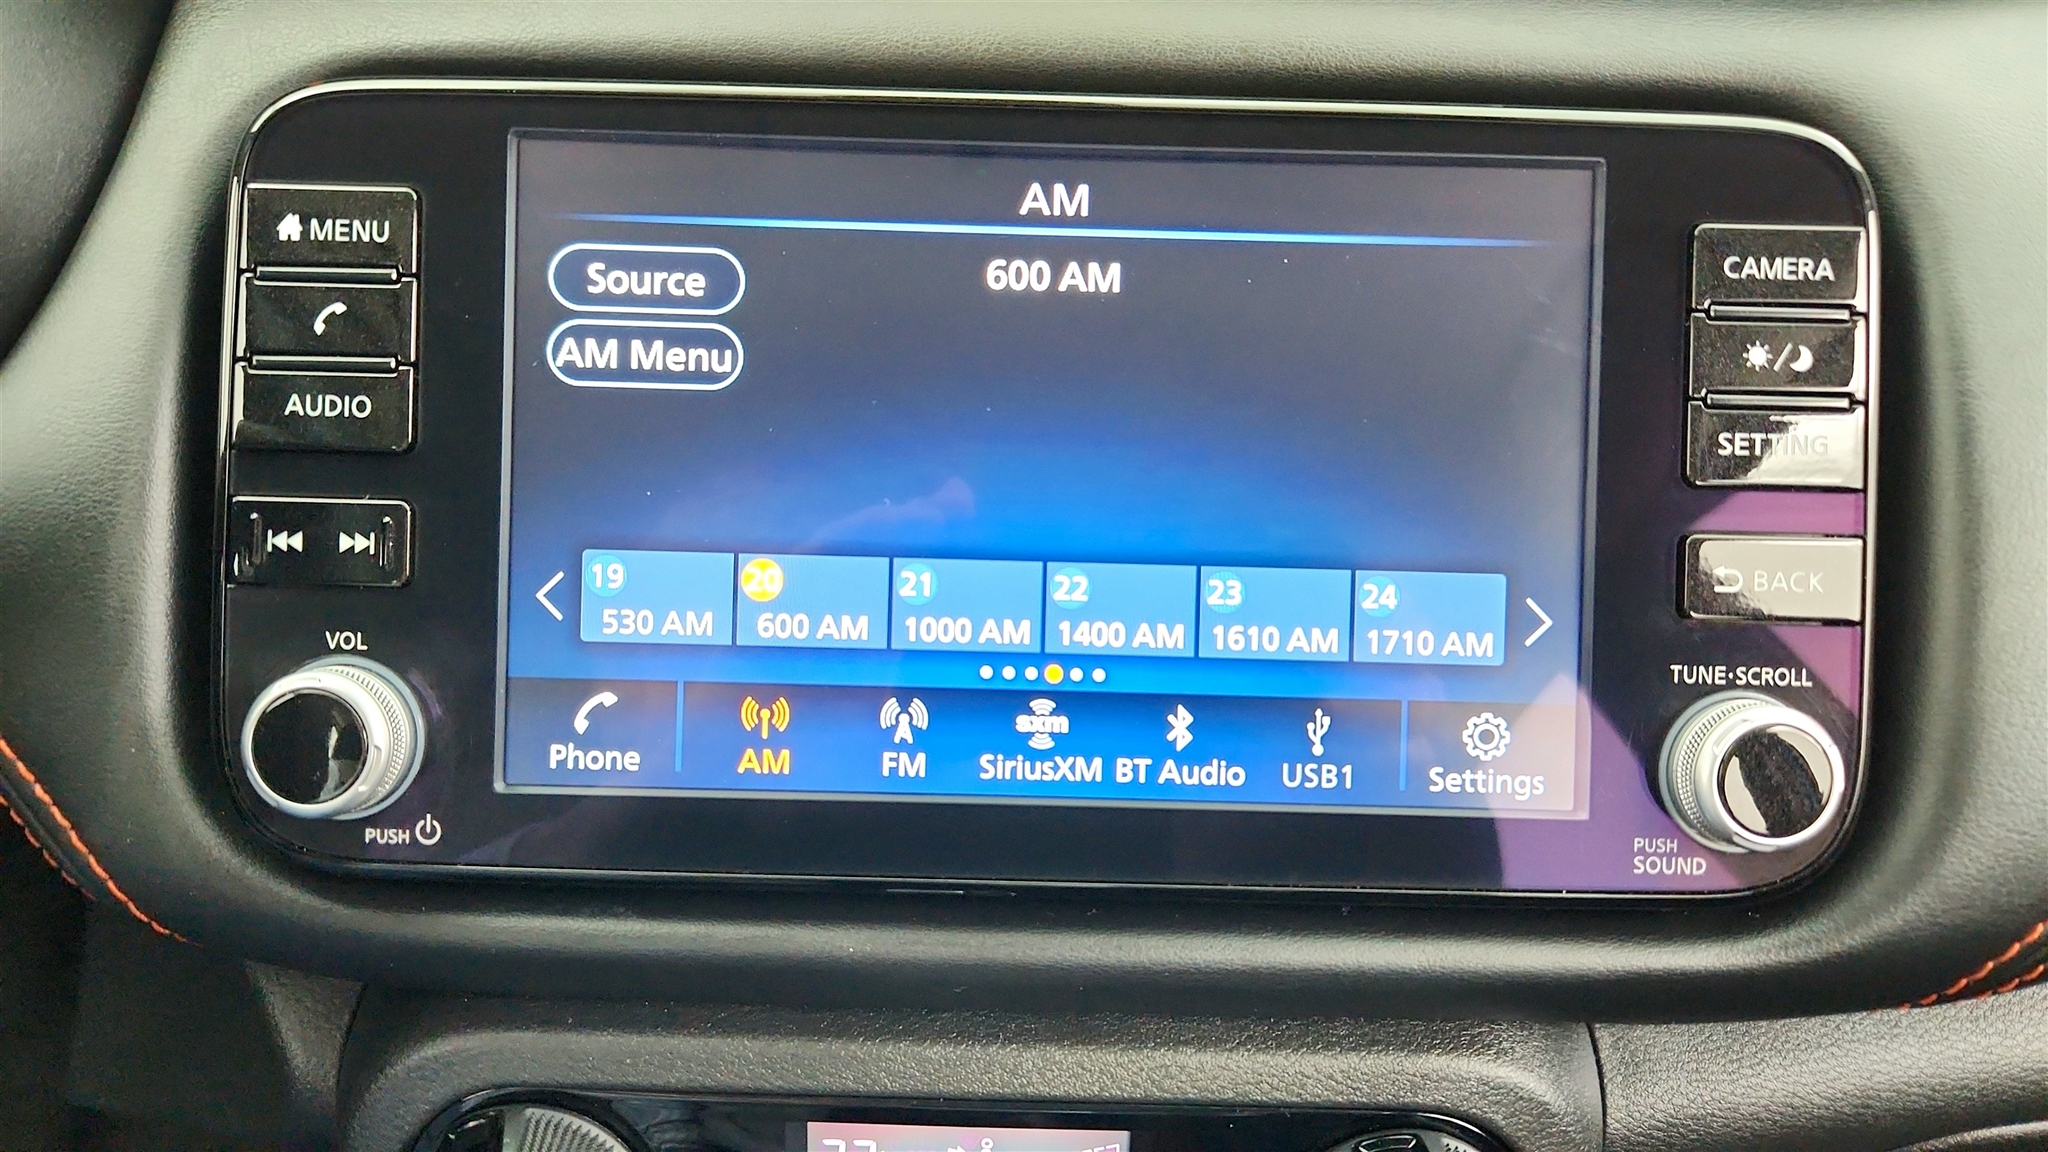 AM
MENU
Source
600 AM
CAMERA
AM Menu
AUDIO
SETTING
19 20 21 22 23 24
530 AM 600 AM 1000 AM 1400 AM 1610 AM 1710 AM
BACK
VOL
TUNE•SCROLL
sxm
Phone AM FM SiriusXM BT Audio USB1 Settings
PUSH
PUSH
SOUND